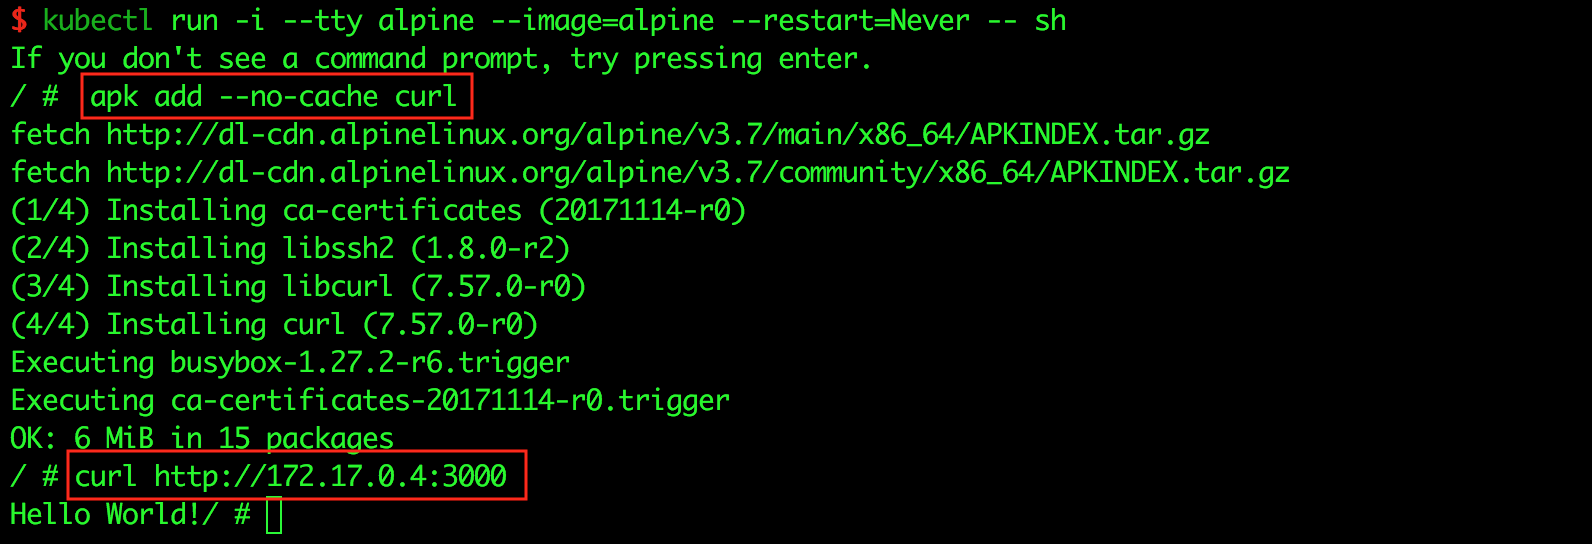 $ kubectl run -i --tty alpine --image=alpine --restart=Never -- sh
If you don't see a command prompt, try pressing enter.
/ # apk add --no-cache curl
fetch http://dl-cdn.alpinelinux.org/alpine/v3.7/main/x86_64/APKINDEX.tar.gz
fetch http://dl-cdn.alpinelinux.org/alpine/v3.7/community/x86_64/APKINDEX.tar.gz
(1/4) Installing ca-certificates (20171114-r0)
(2/4) Installing libssh2 (1.8.0-r2)
(3/4) Installing libcurl (7.57.0-r0)
(4/4) Installing curl (7.57.0-r0)
Executing busybox-1.27.2-r6.trigger
Executing ca-certificates-20171114-r0.trigger
OK: 6 MiB in 15 packages
/ # curl http://172.17.0.4:3000
Hello World!/ #